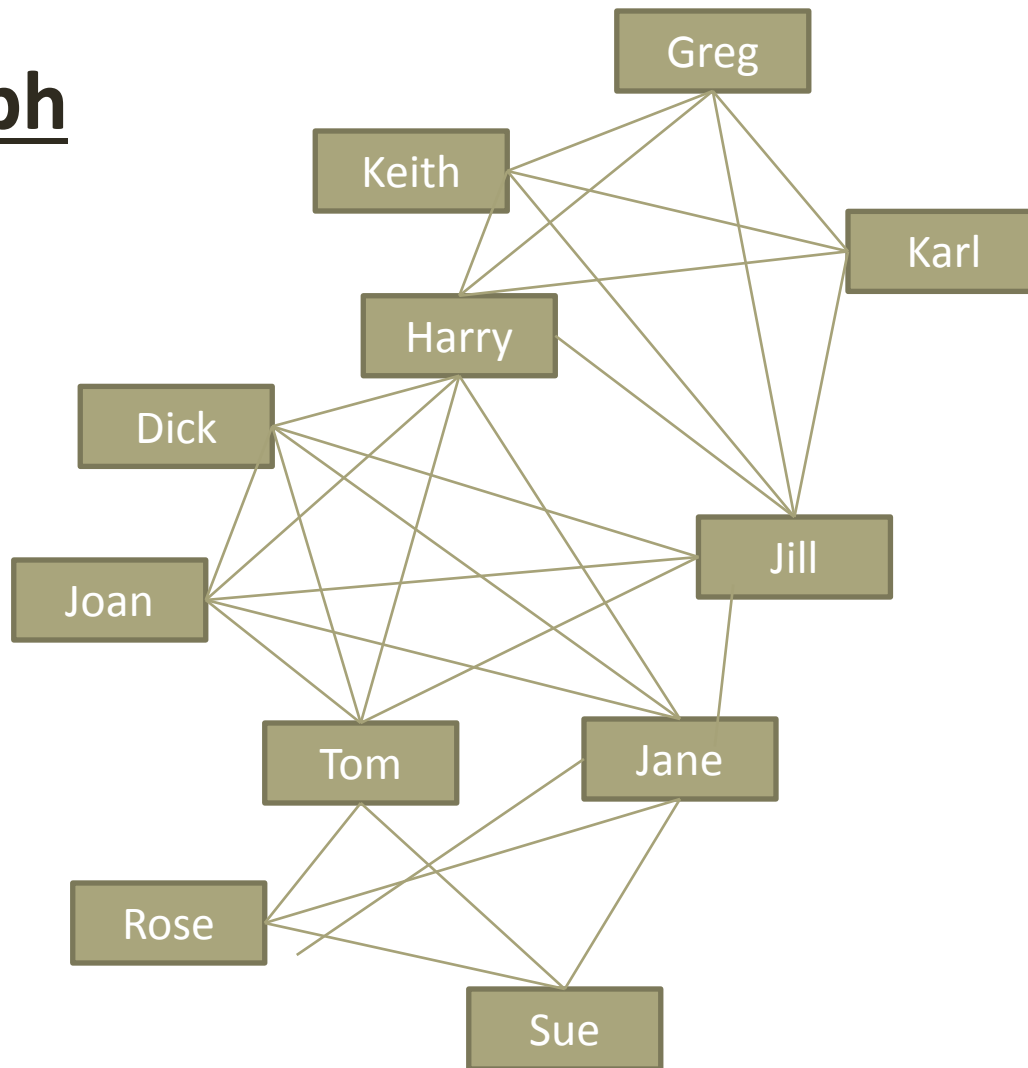 ph
Greg
Keith
Karl
Harry
Dick
Jill
Joan
Tom
Jane
Rose
Sue